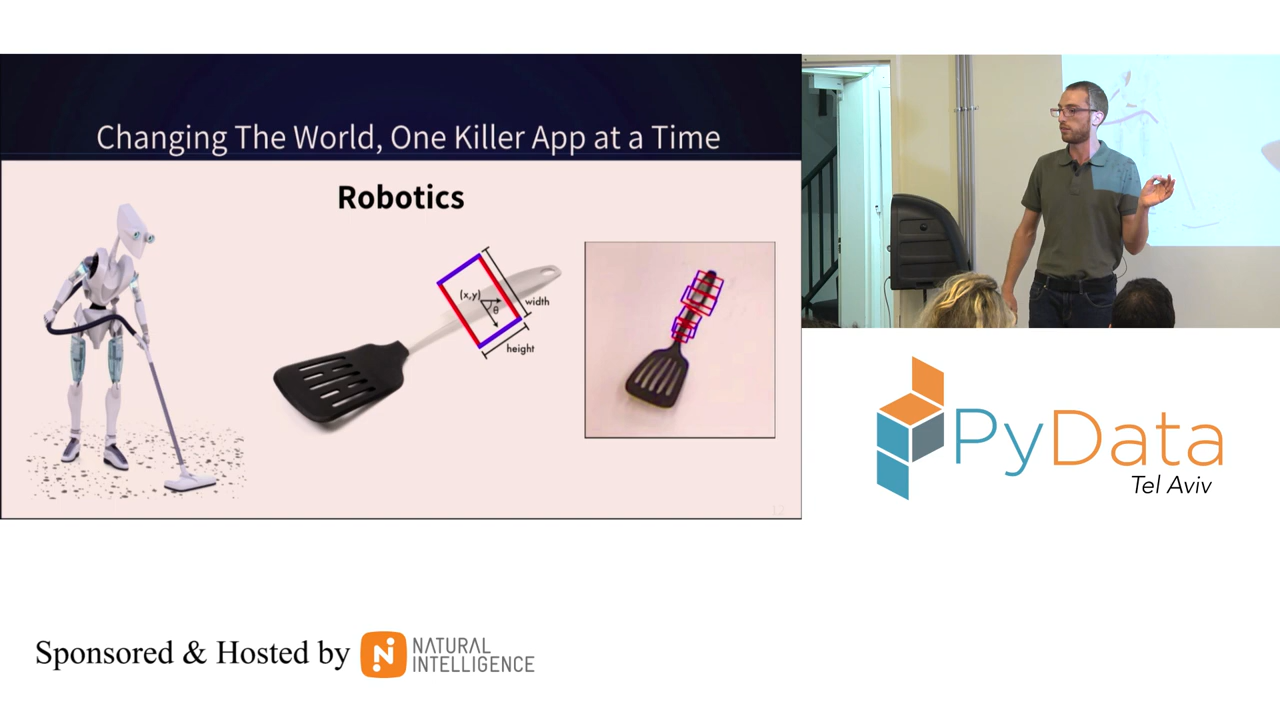 Changing The World, One Killer App at a Time
Robotics
(x,y)
θ
width
height
12
PyData
Tel Aviv
Sponsored & Hosted by
NATURAL
INTELLIGENCE